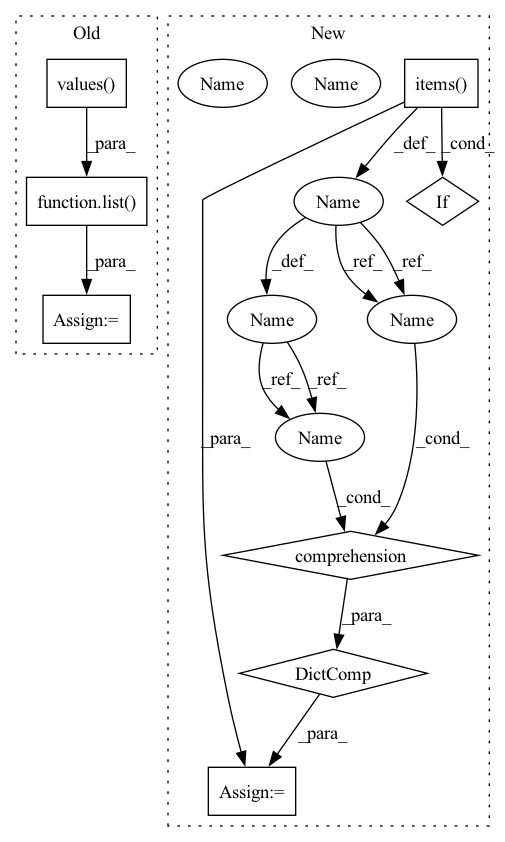 Old
New
values()
Name
Name
items()
_para_
_def_
_cond_
function.list()
Name
If
_para_
_def_
_ref_
_ref_
Assign:=
Name
Name
_ref_
_ref_
_para_
_cond_
Name
_cond_
comprehension
_para_
DictComp
_para_
Assign:=